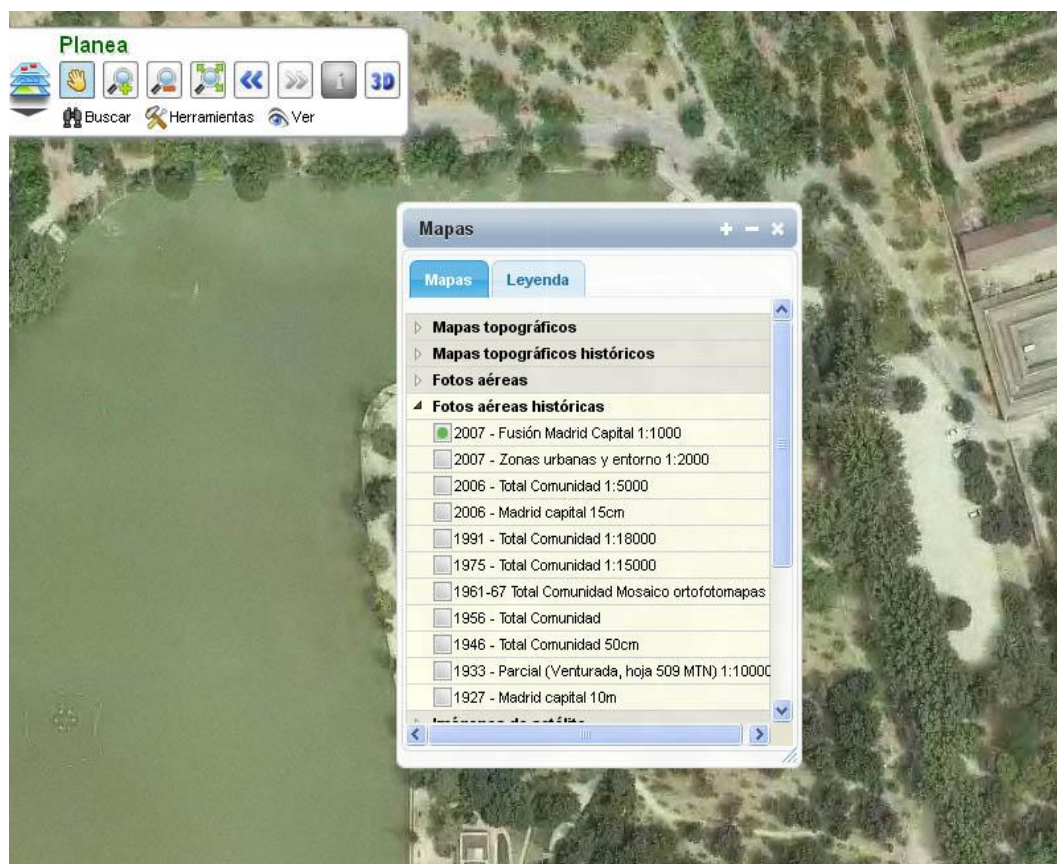 Planea
3D
Buscar Herramientas Ver
Mapas
Mapas Leyenda
Mapas topográficos
Mapas topográficos históricos
Fotos aéreas
Fotos aéreas históricas
2007 - Fusión Madrid Capital 1:1000
2007 - Zonas urbanas y entorno 1:2000
2006 - Total Comunidad 1:5000
2006 - Madrid capital 15cm
1991 - Total Comunidad 1:18000
1975 - Total Comunidad 1:15000
1961-67 Total Comunidad Mosaico ortofotomapas
1956 - Total Comunidad
1946 - Total Comunidad 50cm
1933 - Parcial (Venturada, hoja 509 MTN) 1:10000
1927 - Madrid capital 10m
Imágenes de satélite